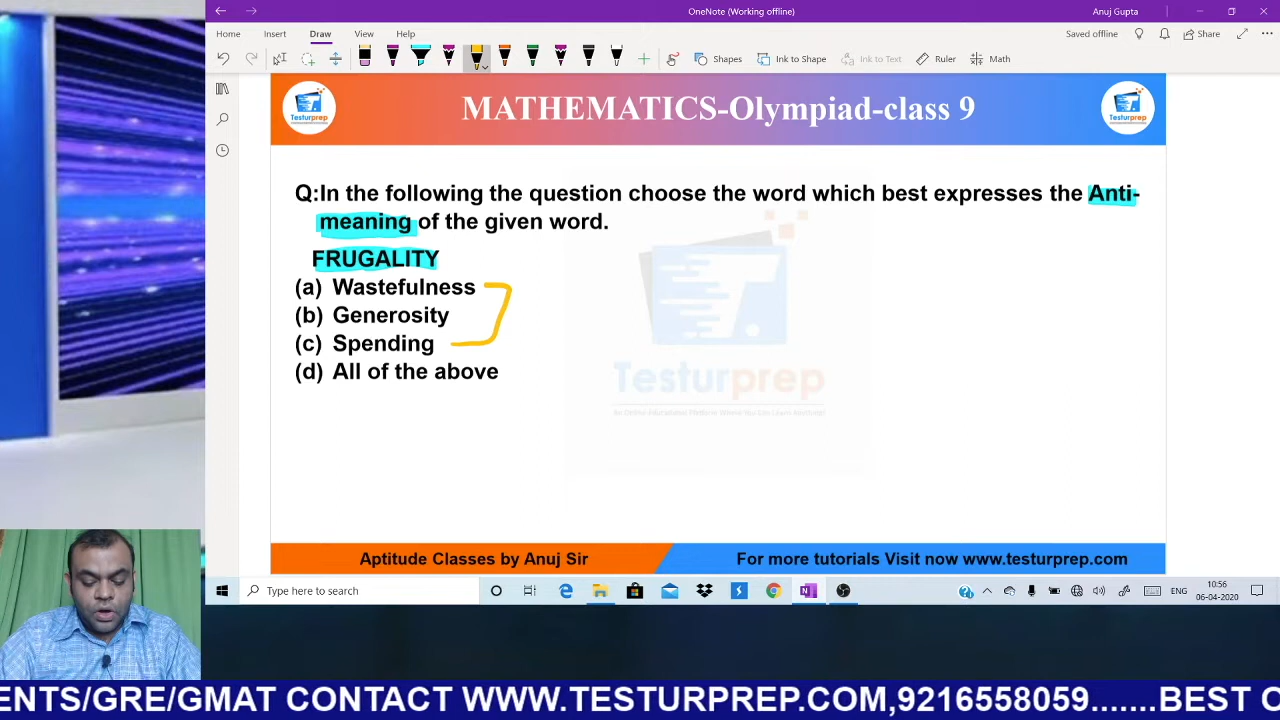 OneNote (Working offline)
Anuj Gupta
Home Insert Draw View Help
Saved offline
Share
Shapes
Ink to Shape
Ink to Text
Ruler
Math
Testurprep
MATHEMATICS-Olympiad-class 9
Testurprep
Q:In the following the question choose the word which best expresses the Anti-
meaning of the given word.
FRUGALITY
(a) Wastefulness
(b) Generosity
(c) Spending
(d) All of the above
Testurprep
Aptitude Classes by Anuj Sir
For more tutorials Visit now www.testurprep.com
Type here to search
ENG
10:56
06-04-2020
ENTS/GRE/GMAT CONTACT WWW.TESTURPREP.COM,9216558059.......BEST